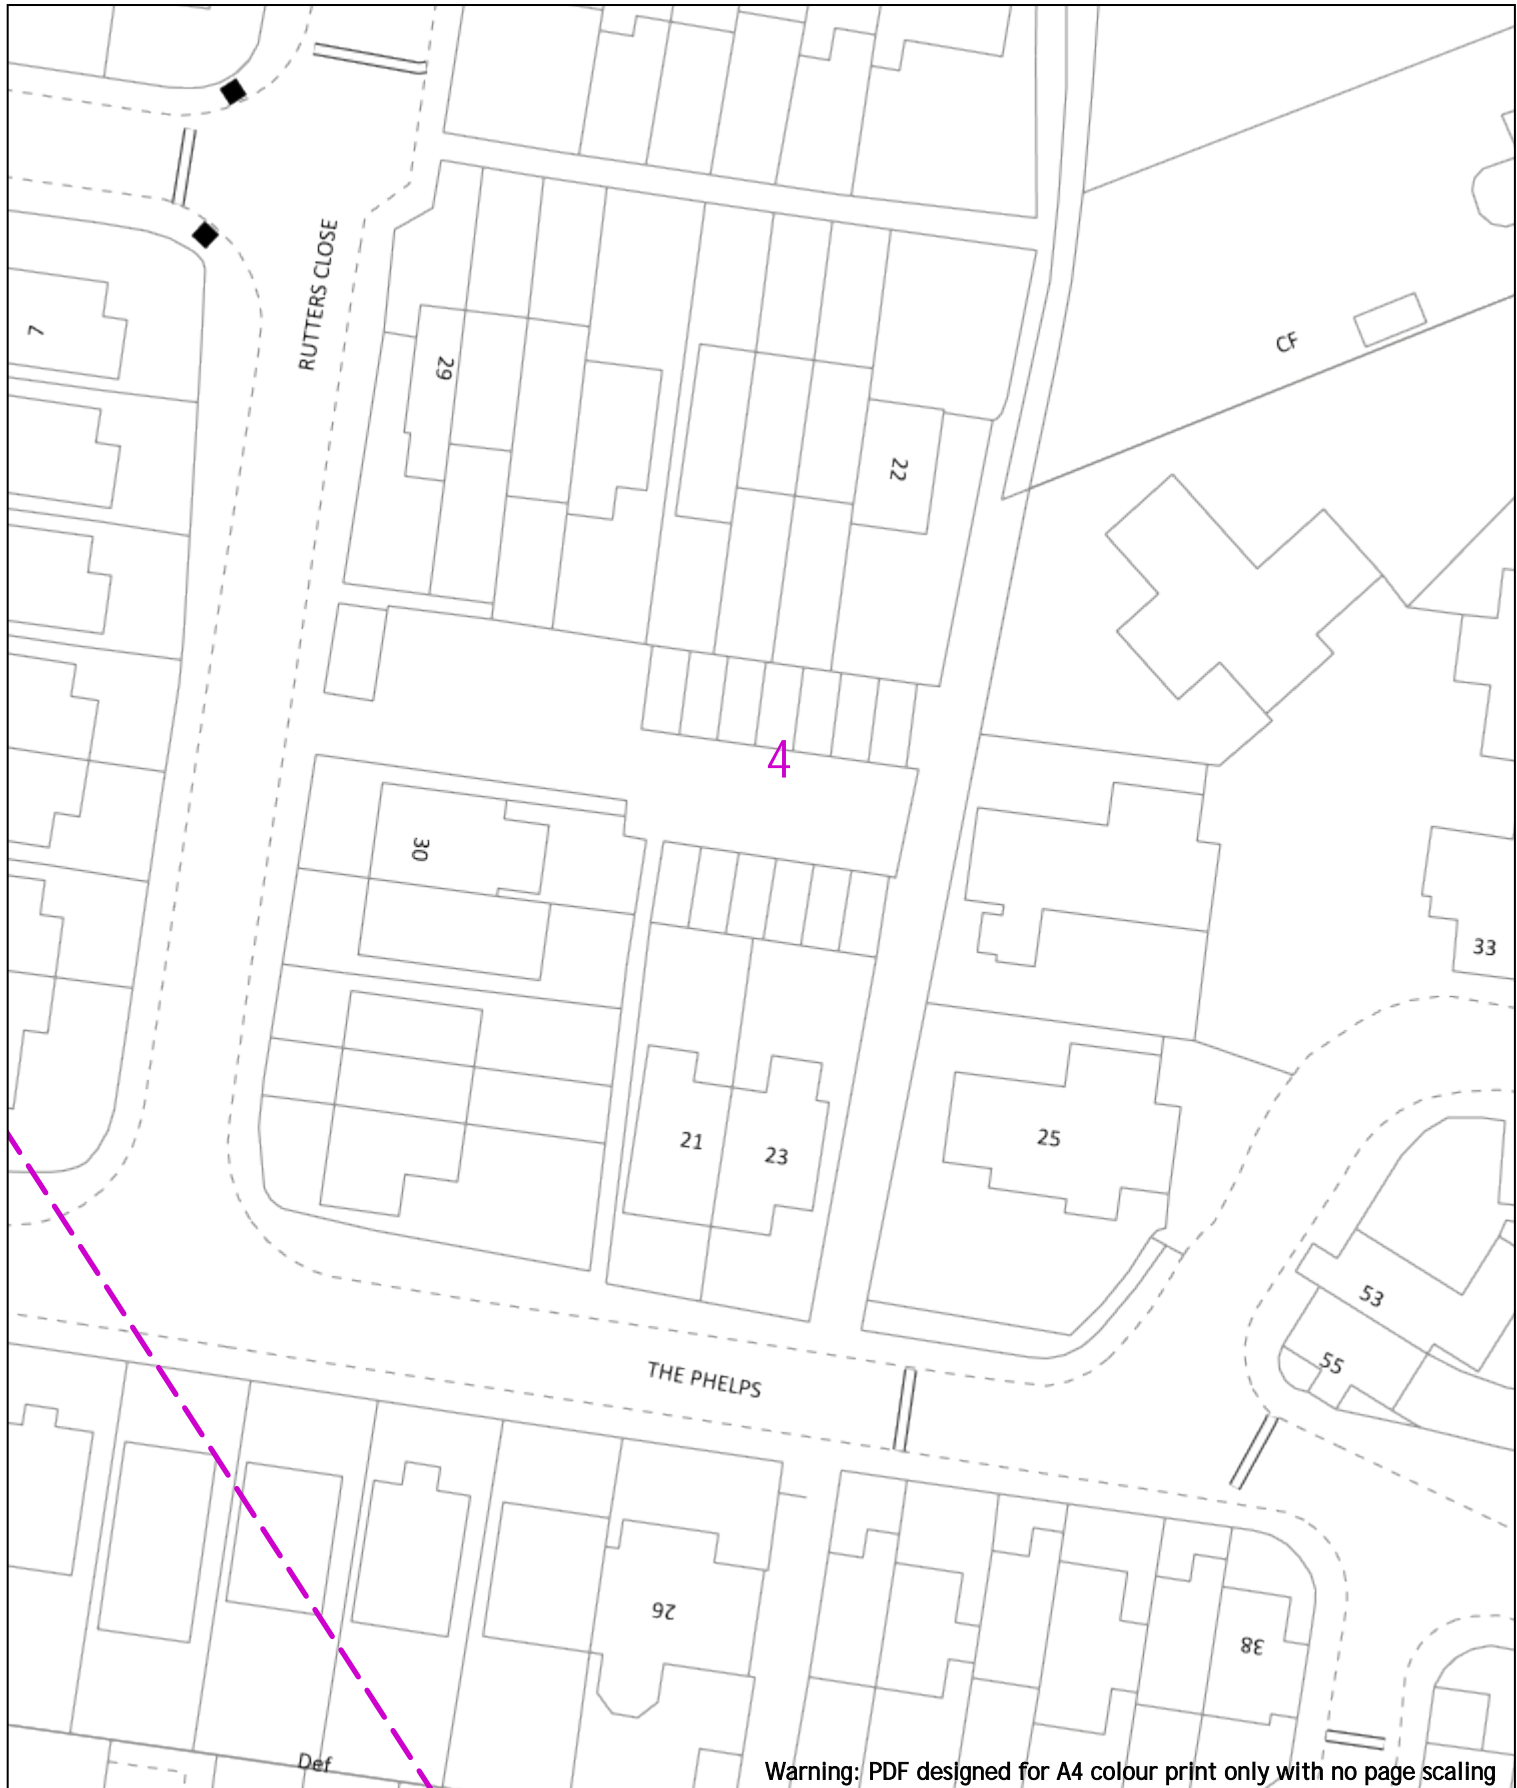 RUTTERS CLOSE
7
29
CF
22
4
30
33
21
23
25
53
55
THE PHELPS
26
38
Def
Warning: PDF designed for A4 colour print only with no page scaling